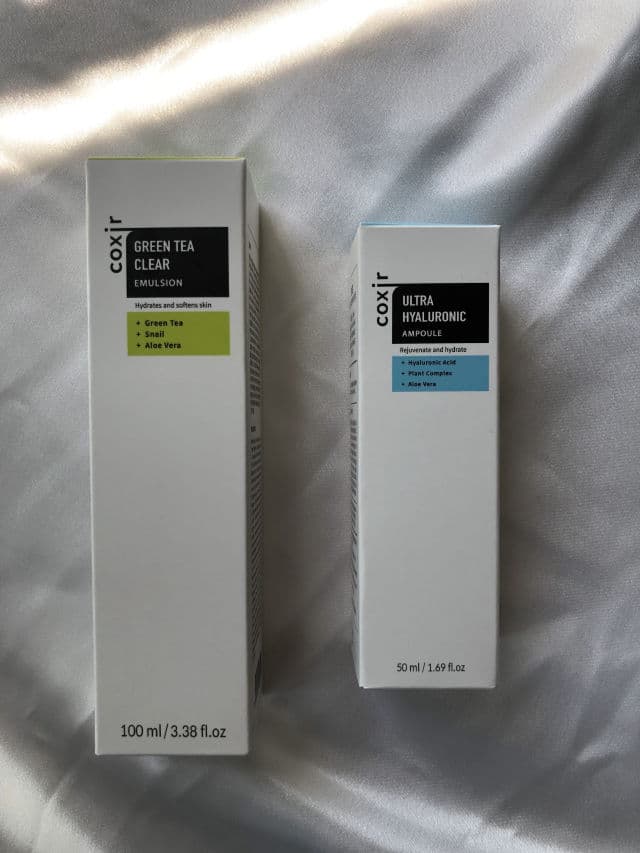 coxir
GREEN TEA
CLEAR
EMULSION
Hydrates and softens skin
+ Green Tea
+ Snail
+ Aloe Vera
100 ml / 3.38 fl.oz
coxir
ULTRA
HYALURONIC
AMPOULE
Rejuvenate and hydrate
+ Hyaluronic Acid
+ Plant Complex
+ Aloe Vera
50 ml / 1.69 fl.oz